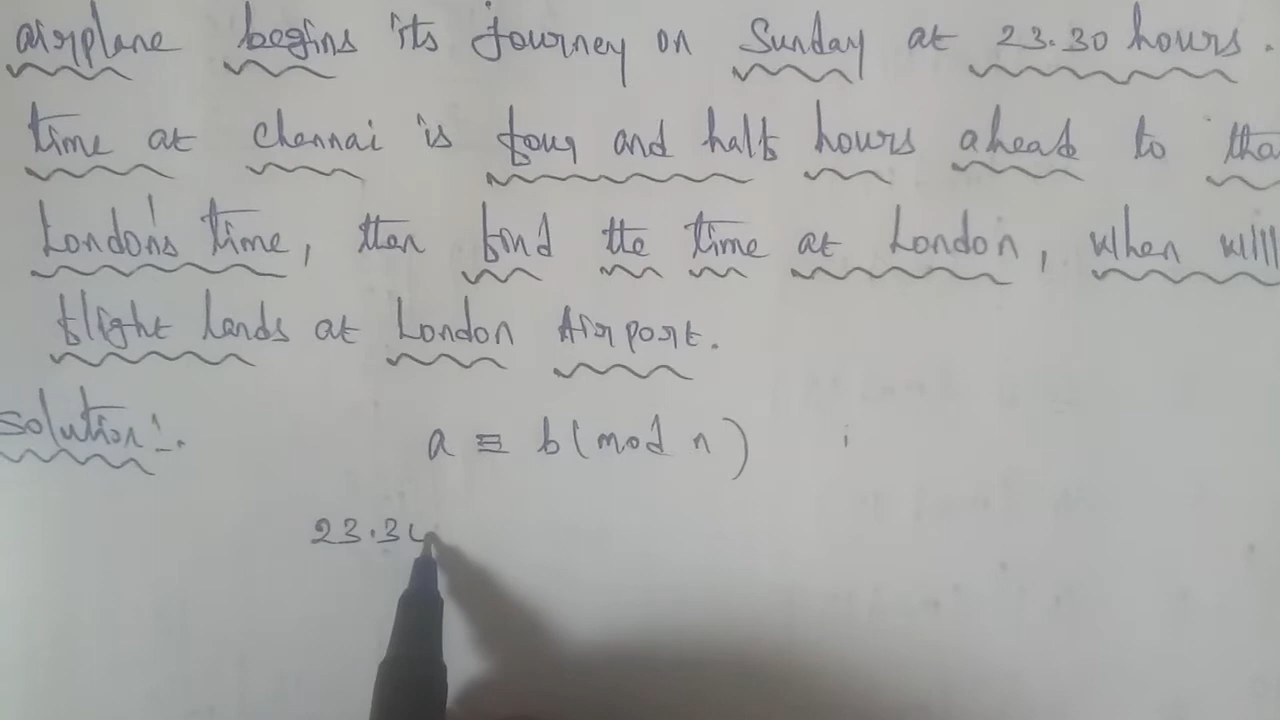 airplane begins its journey on Sunday at 23.30 hours.
time at chennai is four and half hours ahead to tha
London's time, then find the time at London, when will
flight lands at London Airport.
solution:-
a ≡ b (mod n)
23.3